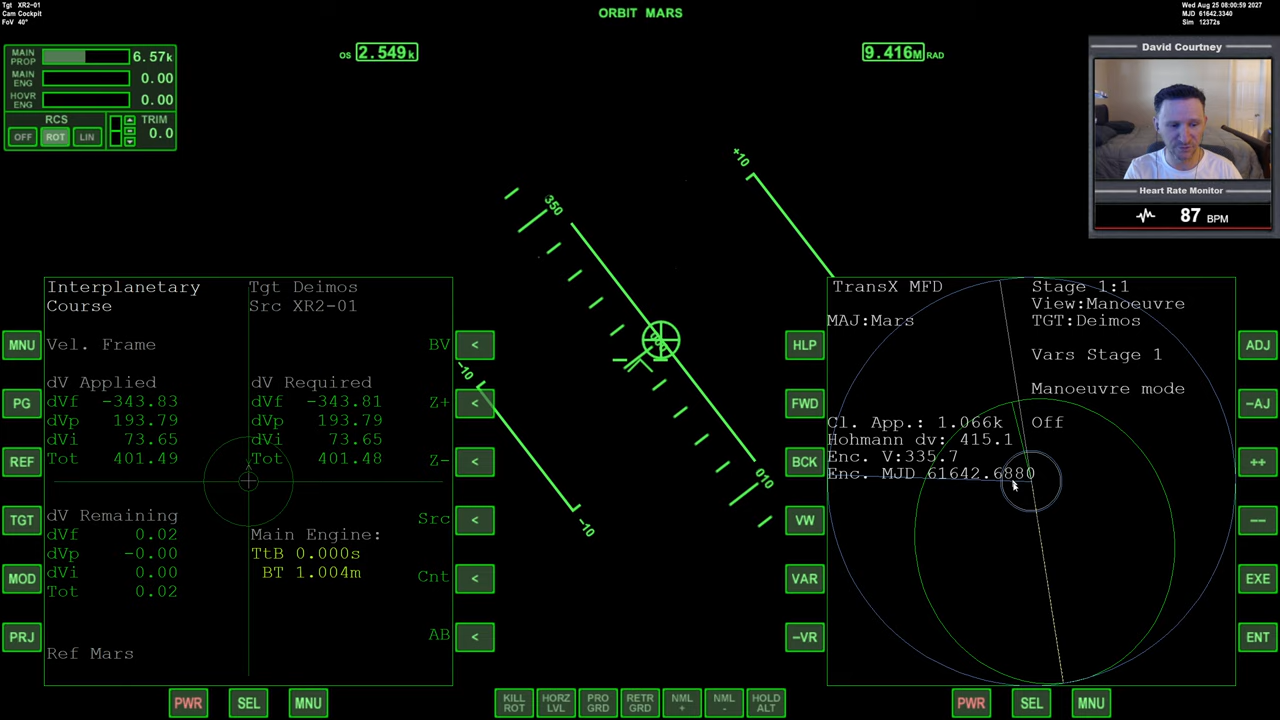 Tgt XR2-01
Cam Cockpit
FoV 40°
ORBIT MARS
Wed Aug 25 08:00:59 2027
MJD 61642.3340
Sim 12372s
MAIN PROP 6.57k
MAIN ENG 0.00
HOVR ENG 0.00
RCS TRIM
OFF ROT LIN 0.0
OS 2.549k
9.416M RAD
David Courtney
Heart Rate Monitor
87 BPM
+10
350
-10
010
-10
Interplanetary Tgt Deimos
Course Src XR2-01
Vel. Frame
dV Applied dV Required
dVf -343.83 dVf -343.81
dVp 193.79 dVp 193.79
dVi 73.65 dVi 73.65
Tot 401.49 Tot 401.48
dV Remaining
dVf 0.02 Main Engine:
dVp -0.00 TtB 0.000s
dVi 0.00 BT 1.004m
Tot 0.02
Ref Mars
MNU
PG
REF
TGT
MOD
PRJ
BV <
Z+ <
Z- <
Src <
Cnt <
AB <
PWR SEL MNU
KILL ROT
HORZ LVL
PRO GRD
RETR GRD
NML +
NML -
HOLD ALT
TransX MFD Stage 1:1
View:Manoeuvre
MAJ:Mars TGT:Deimos
Vars Stage 1
Manoeuvre mode
Cl. App.: 1.066k Off
Hohmann dv: 415.1
Enc. V:335.7
Enc. MJD 61642.6880
HLP
FWD
BCK
VW
VAR
-VR
ADJ
-AJ
++
--
EXE
ENT
PWR SEL MNU